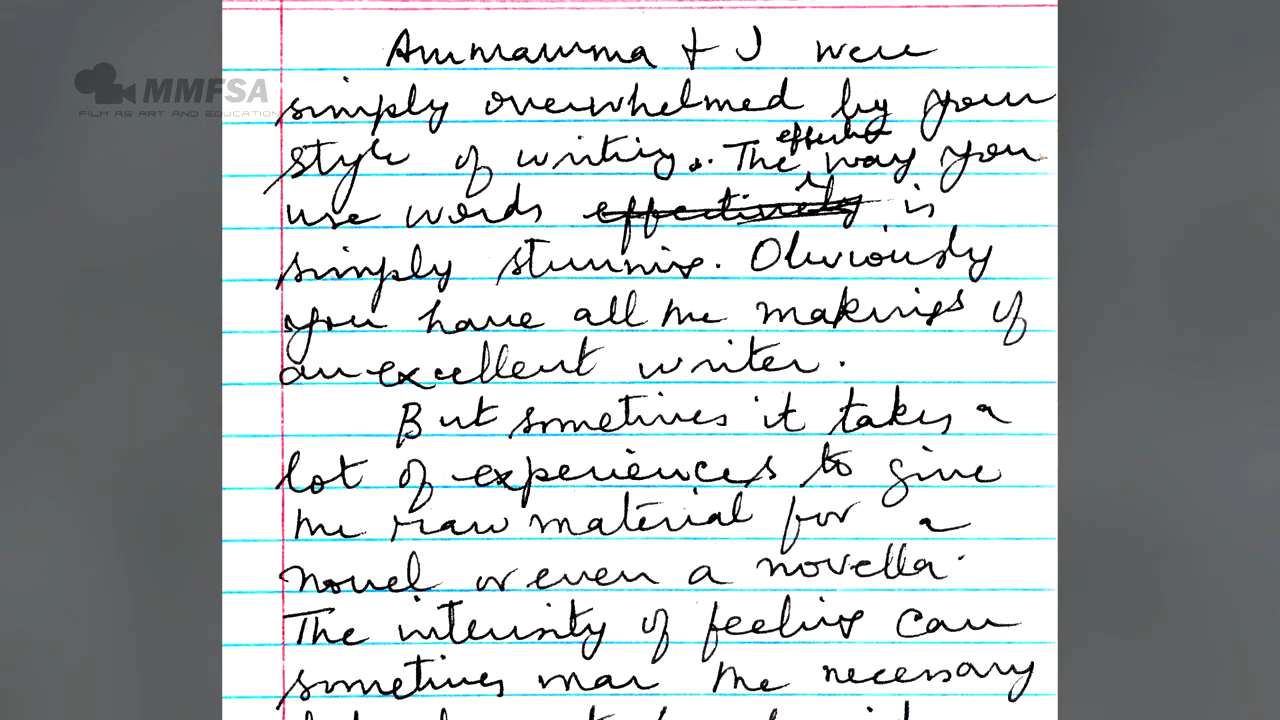 MMFSA
FILM AS ART AND EDUCATION
Ammamma + I were
simply overwhelmed by your
style of writing. The way you
use words effectively is
simply stunning. Obviously
you have all the makings of
an excellent writer.
But sometimes it takes a
lot of experiences to give
the raw material for a
novel or even a novella.
The intensity of feeling can
sometimes mar the necessary